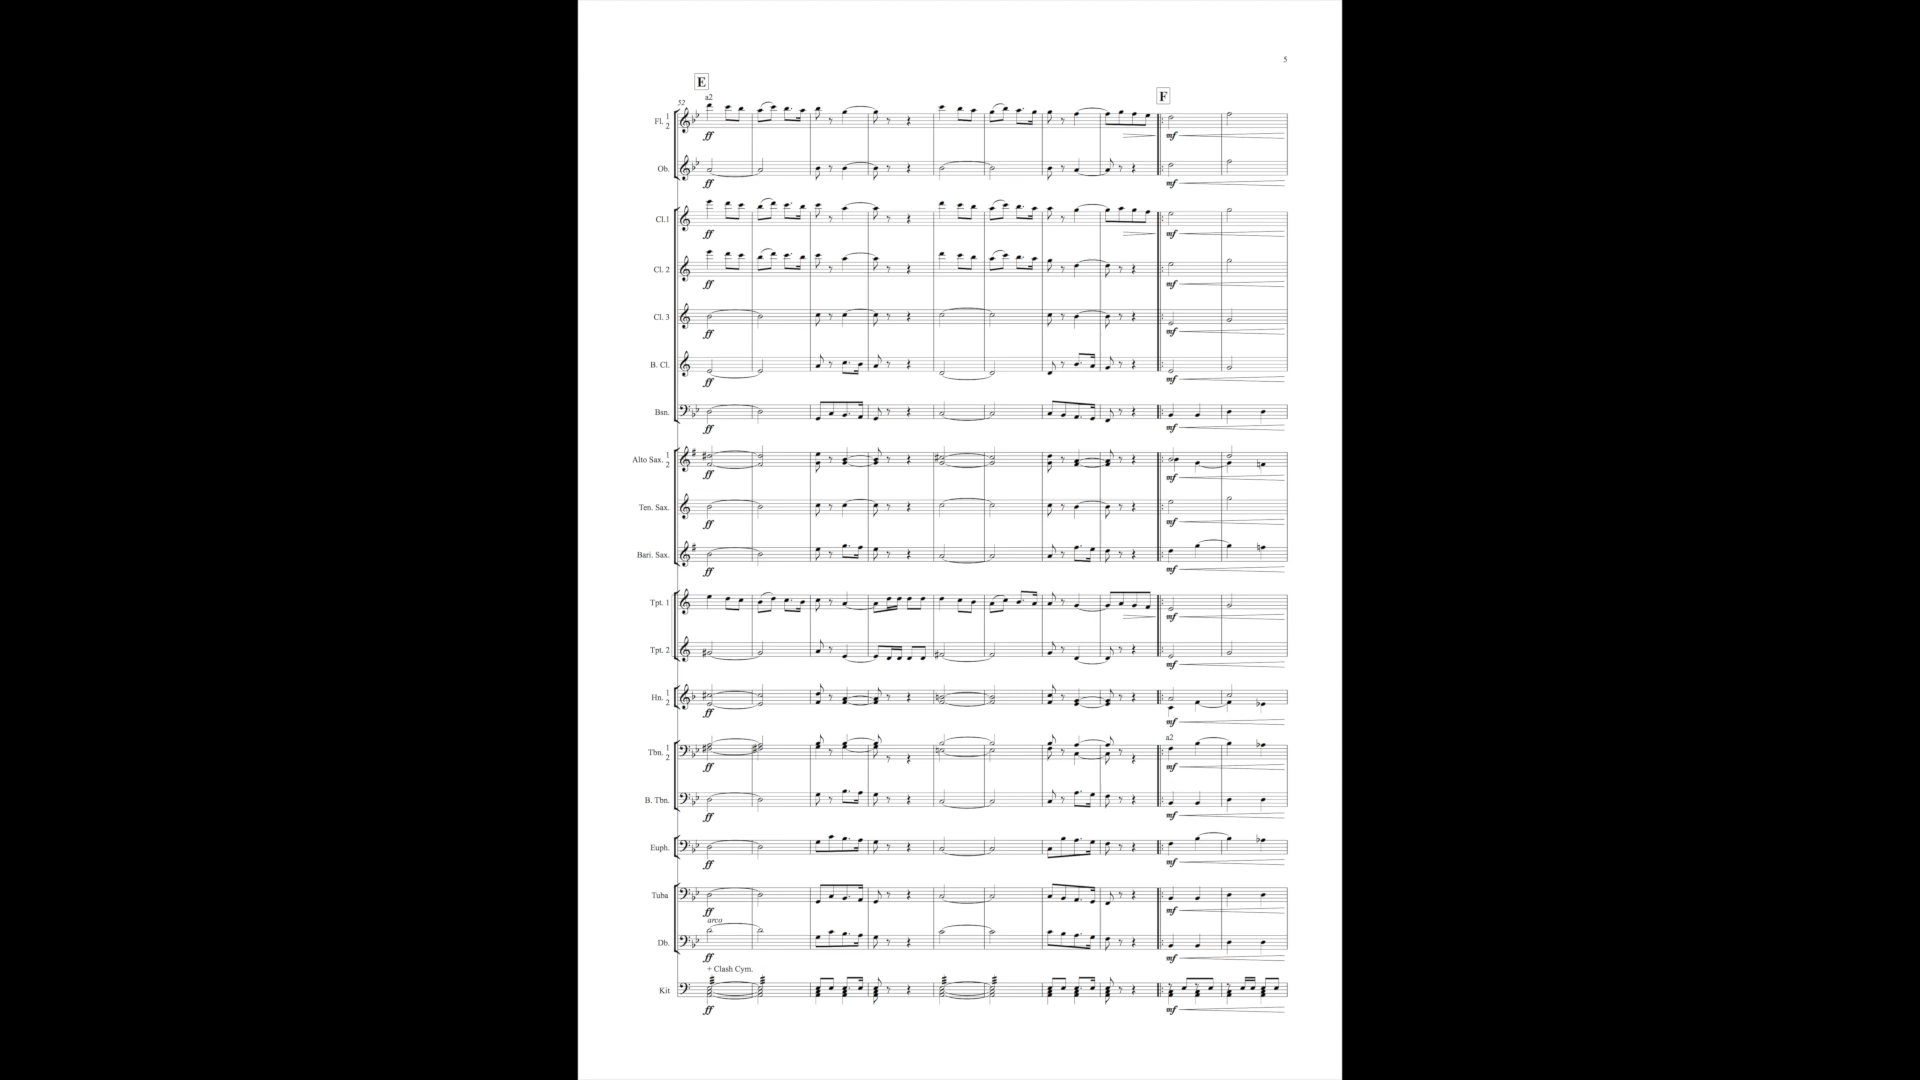 5
E
F
52
a2
Fl. 1
2
ff
mf
Ob.
ff
mf
Cl.1
ff
mf
Cl. 2
ff
mf
Cl. 3
ff
mf
B. Cl.
ff
mf
Bsn.
ff
mf
Alto Sax. 1
2
ff
mf
Ten. Sax.
ff
mf
Bari. Sax.
ff
mf
Tpt. 1
mf
Tpt. 2
mf
Hn. 1
2
ff
mf
a2
Tbn. 1
2
ff
mf
B. Tbn.
ff
mf
Euph.
ff
mf
Tuba
ff
mf
arco
Db.
ff
mf
+ Clash Cym.
Kit
ff
mf